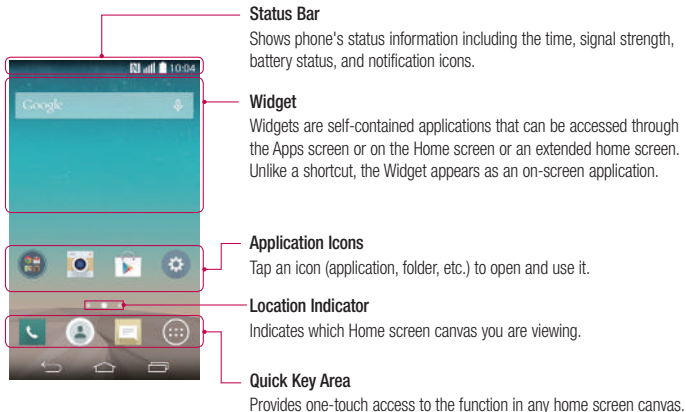 Status Bar
Shows phone's status information including the time, signal strength,
battery status, and notification icons.
10:04
Google
Widget
Widgets are self-contained applications that can be accessed through
the Apps screen or on the Home screen or an extended home screen.
Unlike a shortcut, the Widget appears as an on-screen application.
Application Icons
Tap an icon (application, folder, etc.) to open and use it.
Location Indicator
Indicates which Home screen canvas you are viewing.
Quick Key Area
Provides one-touch access to the function in any home screen canvas.